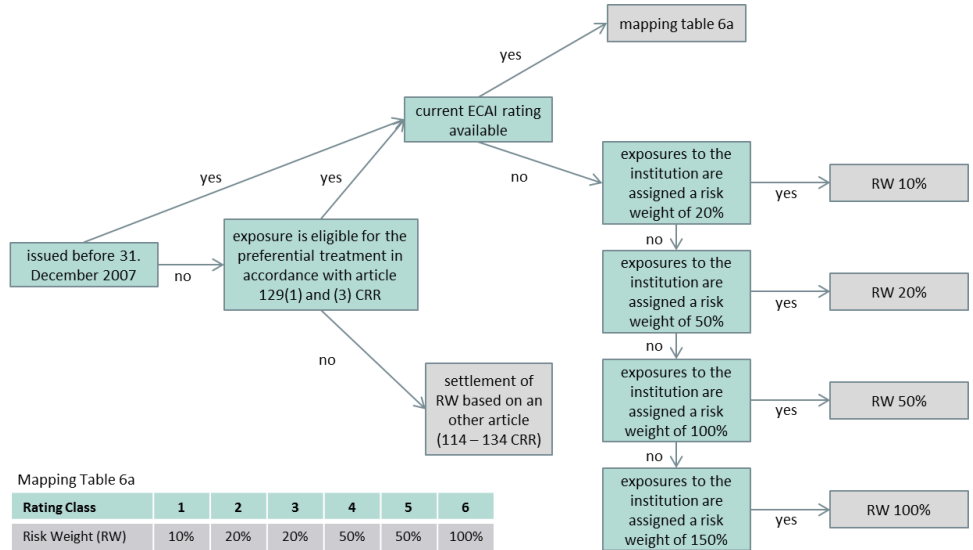 mapping table 6a
yes
current ECAI rating
available
yes
yes
no
exposures to the
institution are
assigned a risk
weight of 20%
yes
RW 10%
issued before 31.
December 2007
no
exposure is eligible for the
preferential treatment in
accordance with article
129(1) and (3) CRR
no
exposures to the
institution are
assigned a risk
weight of 50%
yes
RW 20%
no
no
settlement of
RW based on an
other article
(114 – 134 CRR)
exposures to the
institution are
assigned a risk
weight of 100%
yes
RW 50%
no
exposures to the
institution are
assigned a risk
weight of 150%
yes
RW 100%
Mapping Table 6a
Rating Class 1 2 3 4 5 6
Risk Weight (RW) 10% 20% 20% 50% 50% 100%